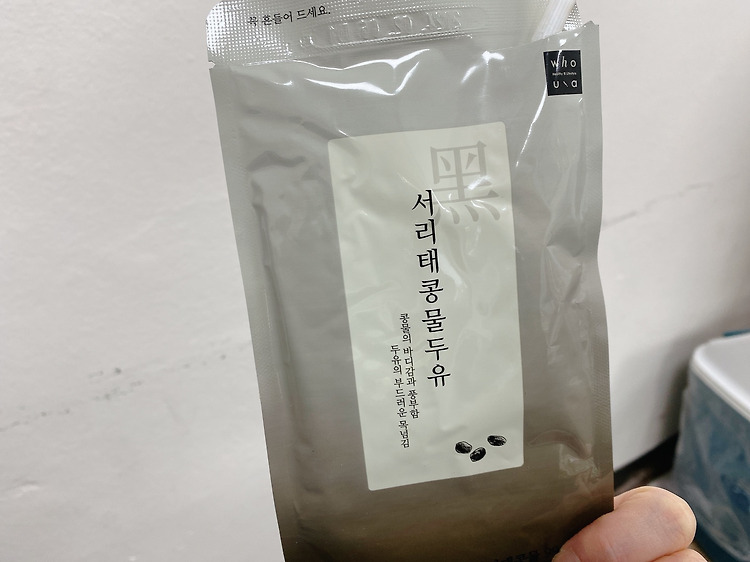 꼭 흔들어 드세요.
who
u\a
黑
서리태콩물두유
콩물의 바디감과 풍부함
두유의 부드러운 목넘김